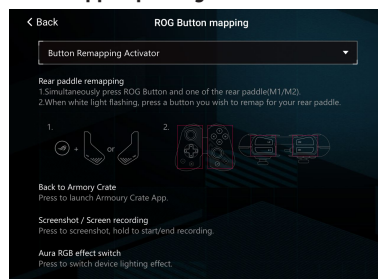 Back
ROG Button mapping
Button Remapping Activator
Rear paddle remapping
1.Simultaneously press ROG Button and one of the rear paddle(M1/M2).
2.When white light flashing, press a button you wish to remap for your rear paddle.
1.
2.
+
or
Back to Armory Crate
Press to launch Armoury Crate App.
Screenshot / Screen recording
Press to screenshot, hold to start/end recording.
Aura RGB effect switch
Press to switch device lighting effect.